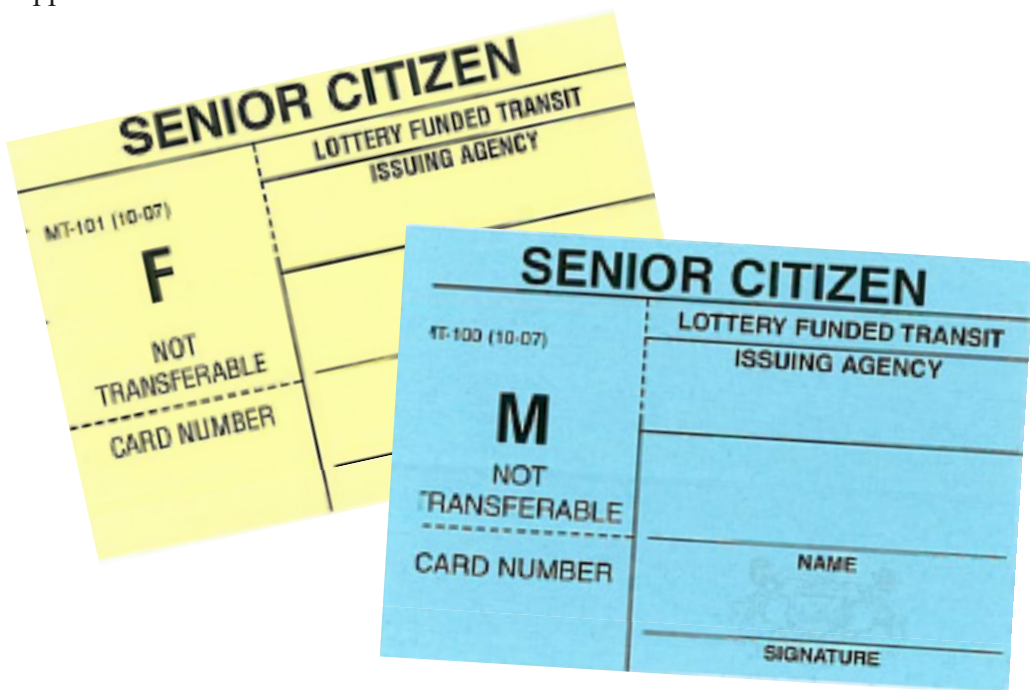 SENIOR CITIZEN
LOTTERY FUNDED TRANSIT
ISSUING AGENCY
MT-101 (10-07)
F
NOT
TRANSFERABLE
CARD NUMBER
SENIOR CITIZEN
LOTTERY FUNDED TRANSIT
ISSUING AGENCY
T-100 (10-07)
M
NOT
TRANSFERABLE
CARD NUMBER
NAME
SIGNATURE